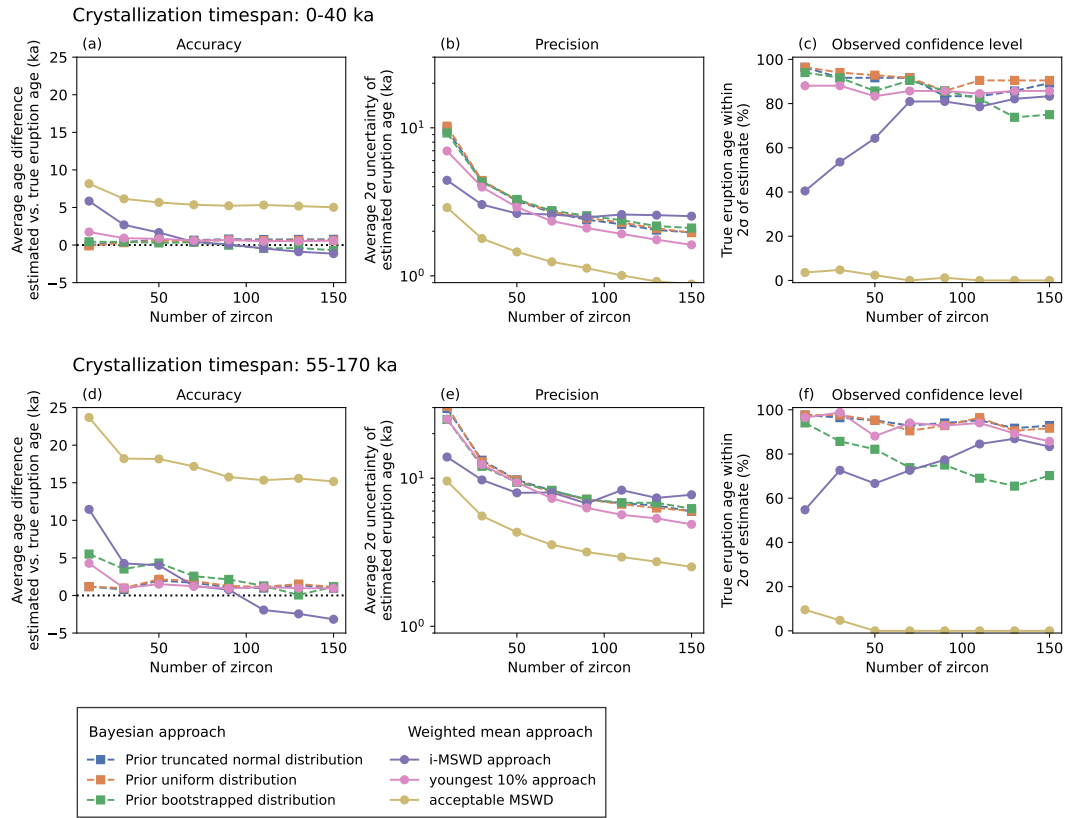 Crystallization timespan: 0-40 ka
(a) Accuracy
Average age difference
estimated vs. true eruption age (ka)
25
20
15
10
5
0
−5
50 100 150
Number of zircon
(b) Precision
Average 2σ uncertainty of
estimated eruption age (ka)
10¹
10⁰
50 100 150
Number of zircon
(c) Observed confidence level
True eruption age within
2σ of estimate (%)
100
80
60
40
20
0
50 100 150
Number of zircon
Crystallization timespan: 55-170 ka
(d) Accuracy
Average age difference
estimated vs. true eruption age (ka)
25
20
15
10
5
0
−5
50 100 150
Number of zircon
(e) Precision
Average 2σ uncertainty of
estimated eruption age (ka)
10¹
10⁰
50 100 150
Number of zircon
(f) Observed confidence level
True eruption age within
2σ of estimate (%)
100
80
60
40
20
0
50 100 150
Number of zircon
Bayesian approach
Prior truncated normal distribution
Prior uniform distribution
Prior bootstrapped distribution
Weighted mean approach
i-MSWD approach
youngest 10% approach
acceptable MSWD